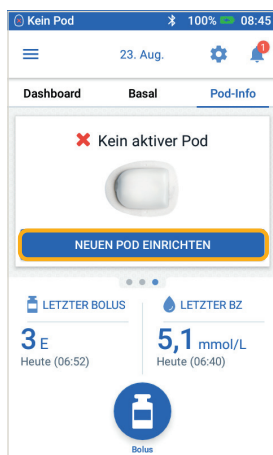 Kein Pod 100% 08:45
23. Aug. 1
Dashboard Basal Pod-Info
Kein aktiver Pod
NEUEN POD EINRICHTEN
LETZTER BOLUS LETZTER BZ
3 E 5,1 mmol/L
Heute (06:52) Heute (06:40)
Bolus